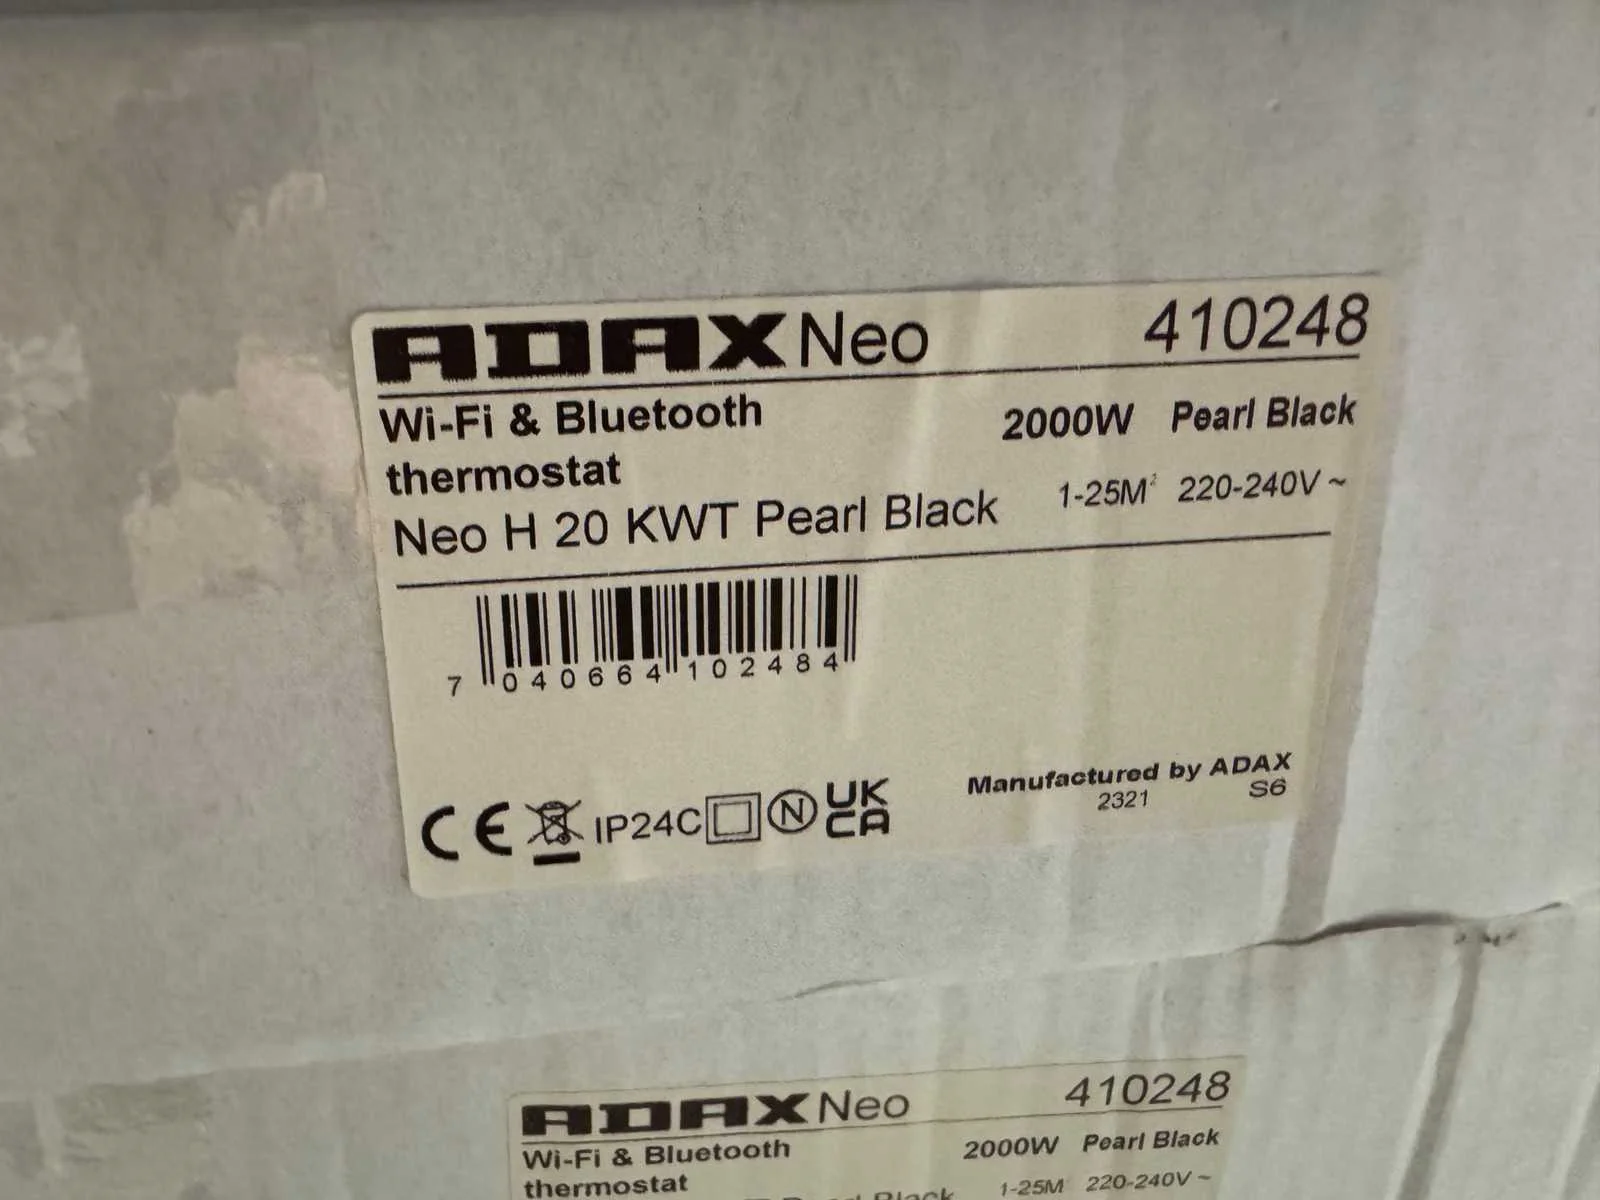 ADAX Neo 410248
Wi-Fi & Bluetooth 2000W Pearl Black
thermostat
Neo H 20 KWT Pearl Black 1-25M² 220-240V ~
7 040664 102484
Manufactured by ADAX
2321 S6
CE IP24C N UK
CA
ADAX Neo 410248
Wi-Fi & Bluetooth 2000W Pearl Black
thermostat 1-25M 220-240V ~
Pearl Black